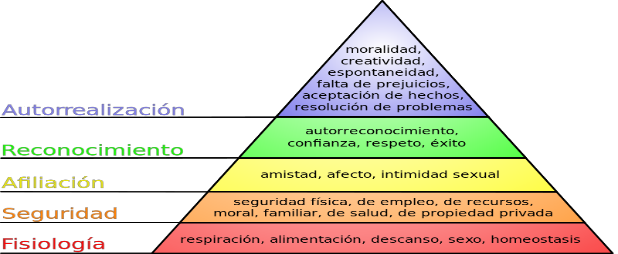 moralidad,
creatividad,
espontaneidad,
falta de prejuicios,
aceptación de hechos,
resolución de problemas
Autorrealización
autorreconocimiento,
confianza, respeto, éxito
Reconocimiento
amistad, afecto, intimidad sexual
Afiliación
seguridad física, de empleo, de recursos,
moral, familiar, de salud, de propiedad privada
Seguridad
respiración, alimentación, descanso, sexo, homeostasis
Fisiología